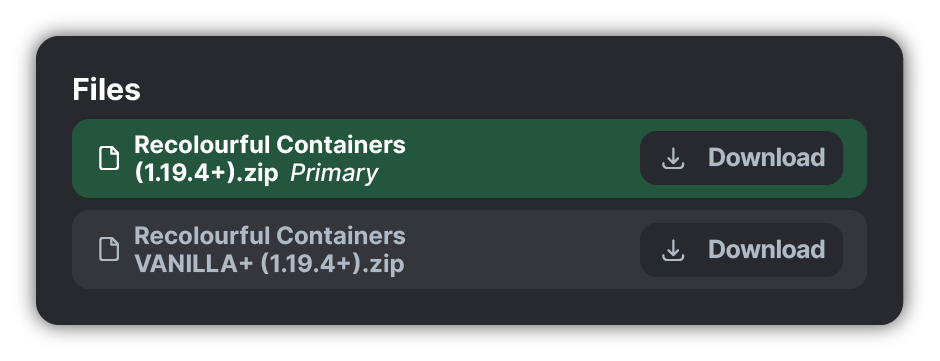 Files
Recolourful Containers
(1.19.4+).zip Primary
Download
Recolourful Containers
VANILLA+ (1.19.4+).zip
Download